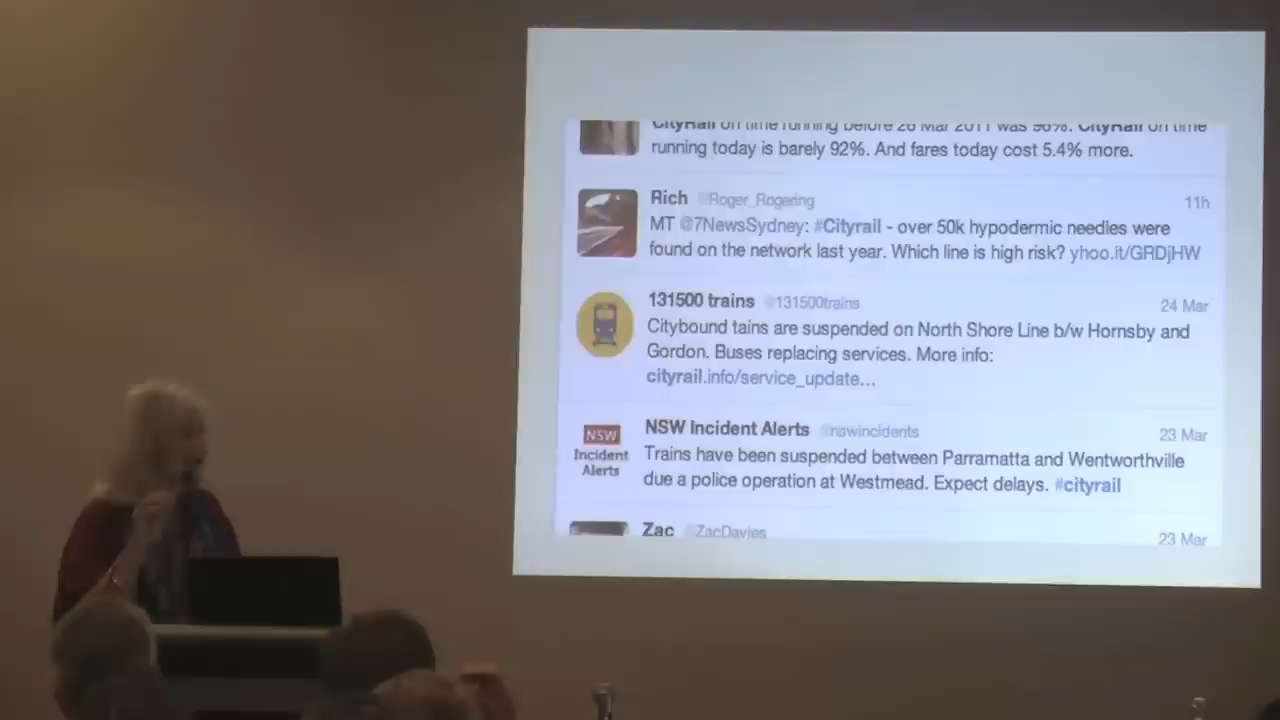 CityRail on time running before 26 Mar 2011 was 96%. CityRail on time
running today is barely 92%. And fares today cost 5.4% more.
Rich @Roger_Rogering 11h
MT @7NewsSydney: #Cityrail - over 50k hypodermic needles were
found on the network last year. Which line is high risk? yhoo.it/GRDjHW
131500 trains @131500trains 24 Mar
Citybound tains are suspended on North Shore Line b/w Hornsby and
Gordon. Buses replacing services. More info:
cityrail.info/service_update...
NSW
Incident
Alerts
NSW Incident Alerts @nswincidents 23 Mar
Trains have been suspended between Parramatta and Wentworthville
due a police operation at Westmead. Expect delays. #cityrail
Zac @ZacDavies 23 Mar